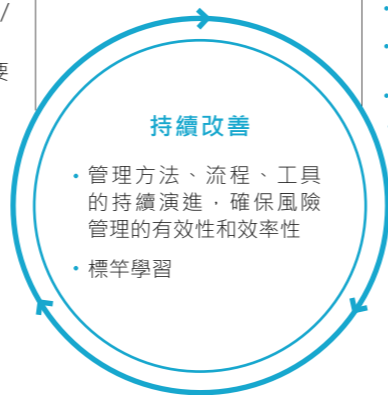 /
要
持續改善
• 管理方法、流程、工具
的持續演進，確保風險
管理的有效性和效率性
• 標竿學習